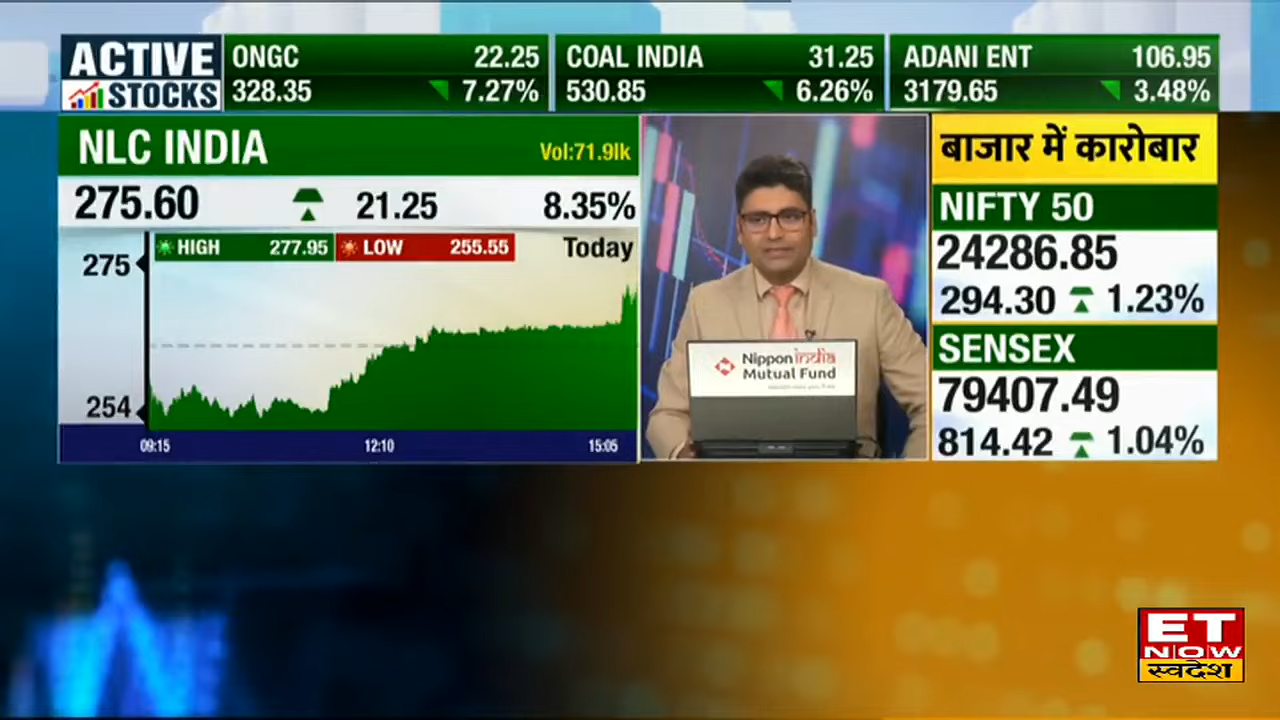 ACTIVE
STOCKS
ONGC 22.25
328.35 7.27%
COAL INDIA 31.25
530.85 6.26%
ADANI ENT 106.95
3179.65 3.48%
NLC INDIA Vol:71.9lk
275.60 21.25 8.35%
HIGH 277.95 LOW 255.55 Today
275
254
09:15 12:10 15:05
Nippon india
Mutual Fund
बाजार में कारोबार
NIFTY 50
24286.85
294.30 1.23%
SENSEX
79407.49
814.42 1.04%
ET
NOW
स्वदेश